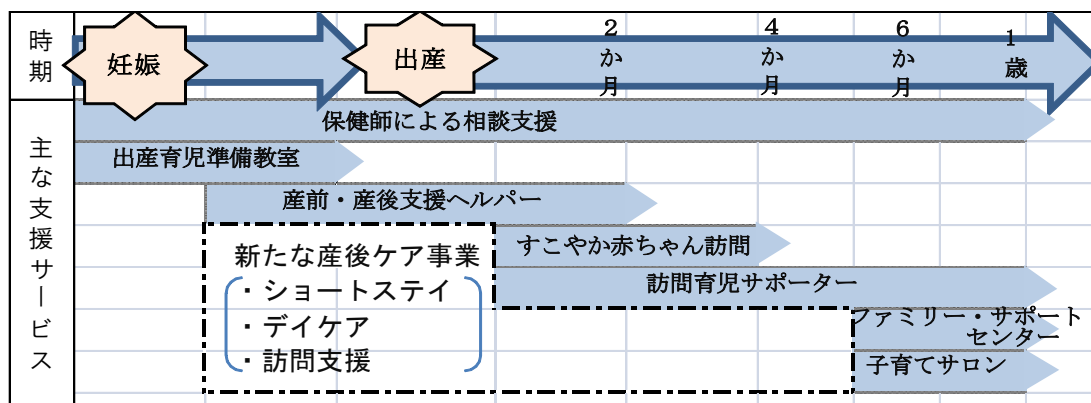 時期
妊娠
出産
2か月
4か月
6か月
1歳
主な支援サービス
保健師による相談支援
出産育児準備教室
産前・産後支援ヘルパー
新たな産後ケア事業
・ショートステイ
・デイケア
・訪問支援
すこやか赤ちゃん訪問
訪問育児サポーター
ファミリー・サポート
センター
子育てサロン